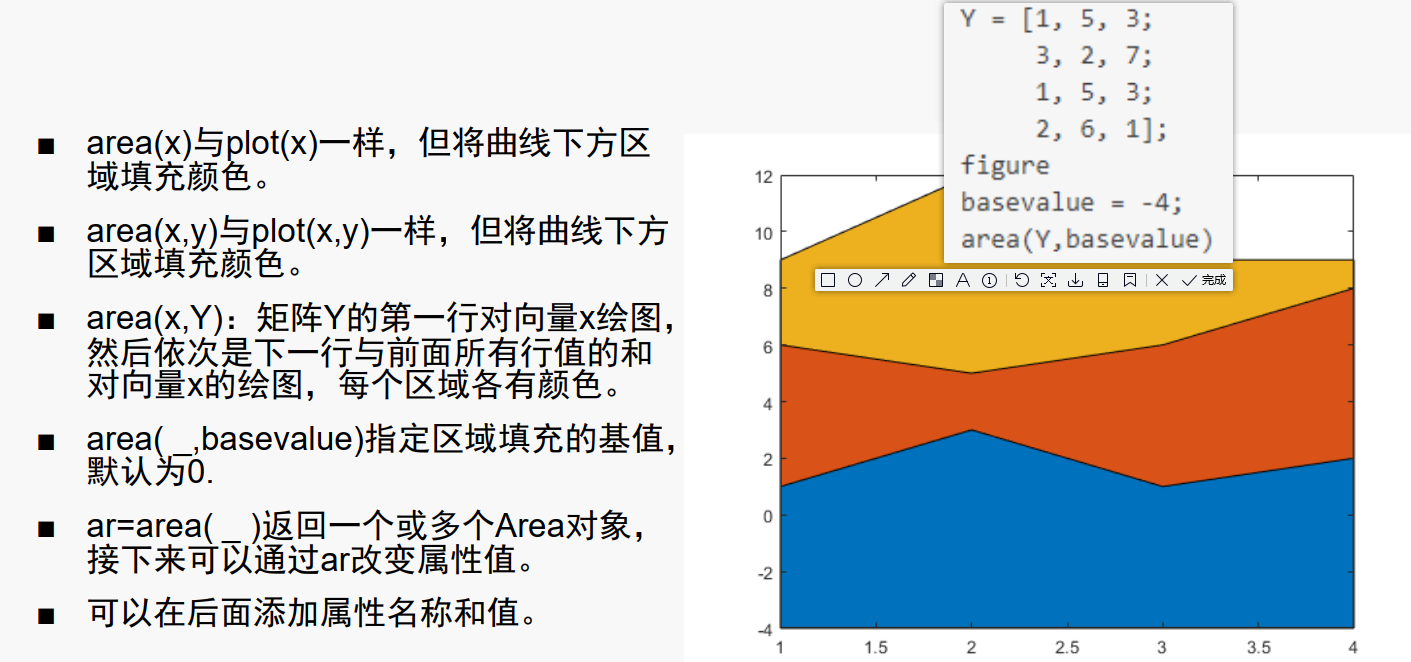 ■ area(x)与plot(x)一样，但将曲线下方区
域填充颜色。
■ area(x,y)与plot(x,y)一样，但将曲线下方
区域填充颜色。
■ area(x,Y)：矩阵Y的第一行对向量x绘图，
然后依次是下一行与前面所有行值的和
对向量x的绘图，每个区域各有颜色。
■ area( _,basevalue)指定区域填充的基值，
默认为0.
■ ar=area( _ )返回一个或多个Area对象，
接下来可以通过ar改变属性值。
■ 可以在后面添加属性名称和值。
Y = [1, 5, 3;
3, 2, 7;
1, 5, 3;
2, 6, 1];
figure
basevalue = -4;
area(Y,basevalue)
A 1 文 完成
12
10
8
6
4
2
0
-2
-4
1 1.5 2 2.5 3 3.5 4